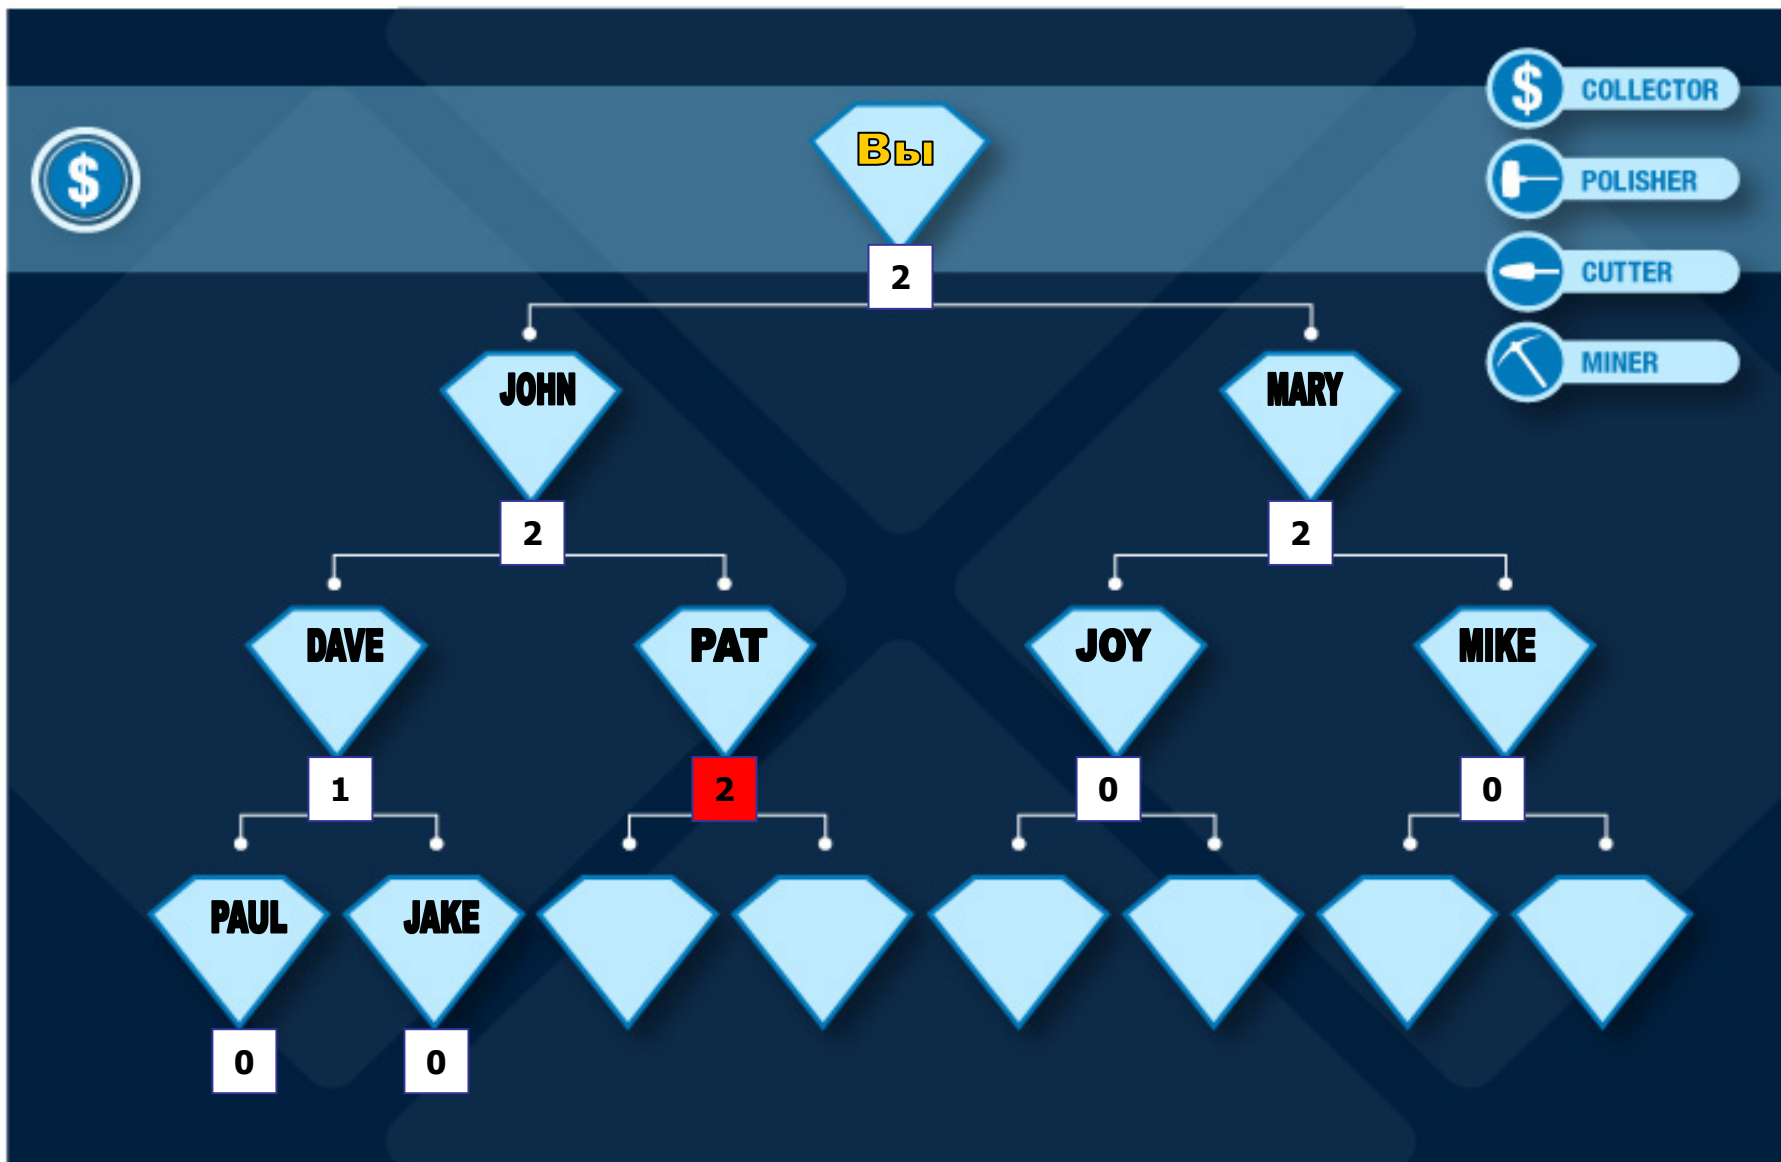 $
Вы
$ COLLECTOR
POLISHER
CUTTER
MINER
2
JOHN
MARY
2
2
DAVE
PAT
JOY
MIKE
1
2
0
0
PAUL
JAKE
0
0